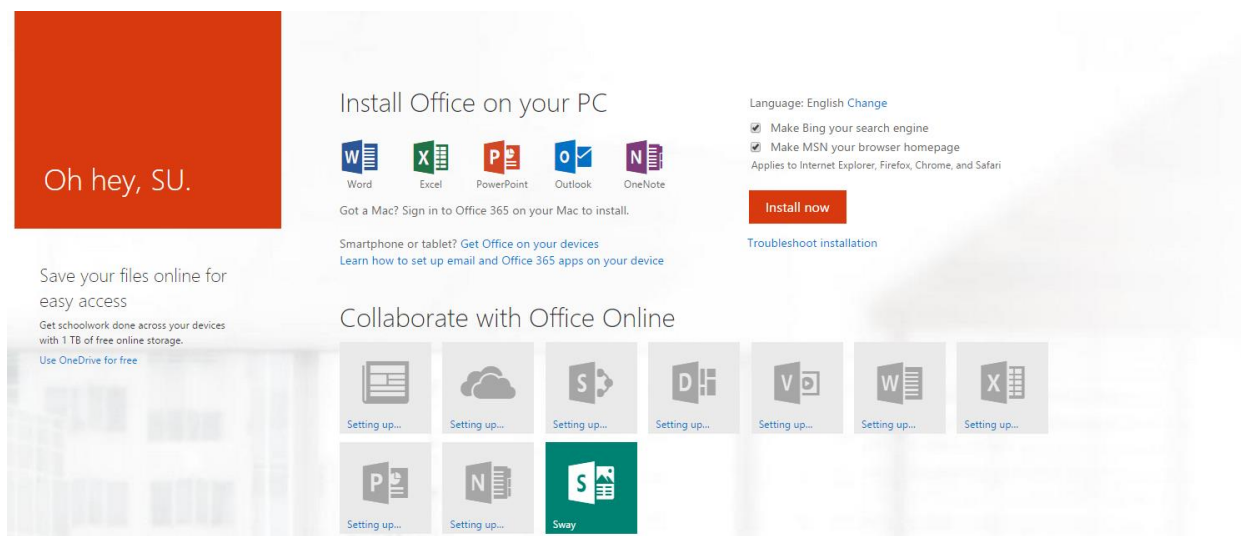 Oh hey, SU.
Save your files online for
easy access
Get schoolwork done across your devices
with 1 TB of free online storage.
Use OneDrive for free
Install Office on your PC
W
X
P
O
N
Word
Excel
PowerPoint
Outlook
OneNote
Got a Mac? Sign in to Office 365 on your Mac to install.
Smartphone or tablet? Get Office on your devices
Learn how to set up email and Office 365 apps on your device
Language: English Change
Make Bing your search engine
Make MSN your browser homepage
Applies to Internet Explorer, Firefox, Chrome, and Safari
Install now
Troubleshoot installation
Collaborate with Office Online
S
D
V
W
X
Setting up...
Setting up...
Setting up...
Setting up...
Setting up...
Setting up...
Setting up...
P
N
S
Setting up...
Setting up...
Sway